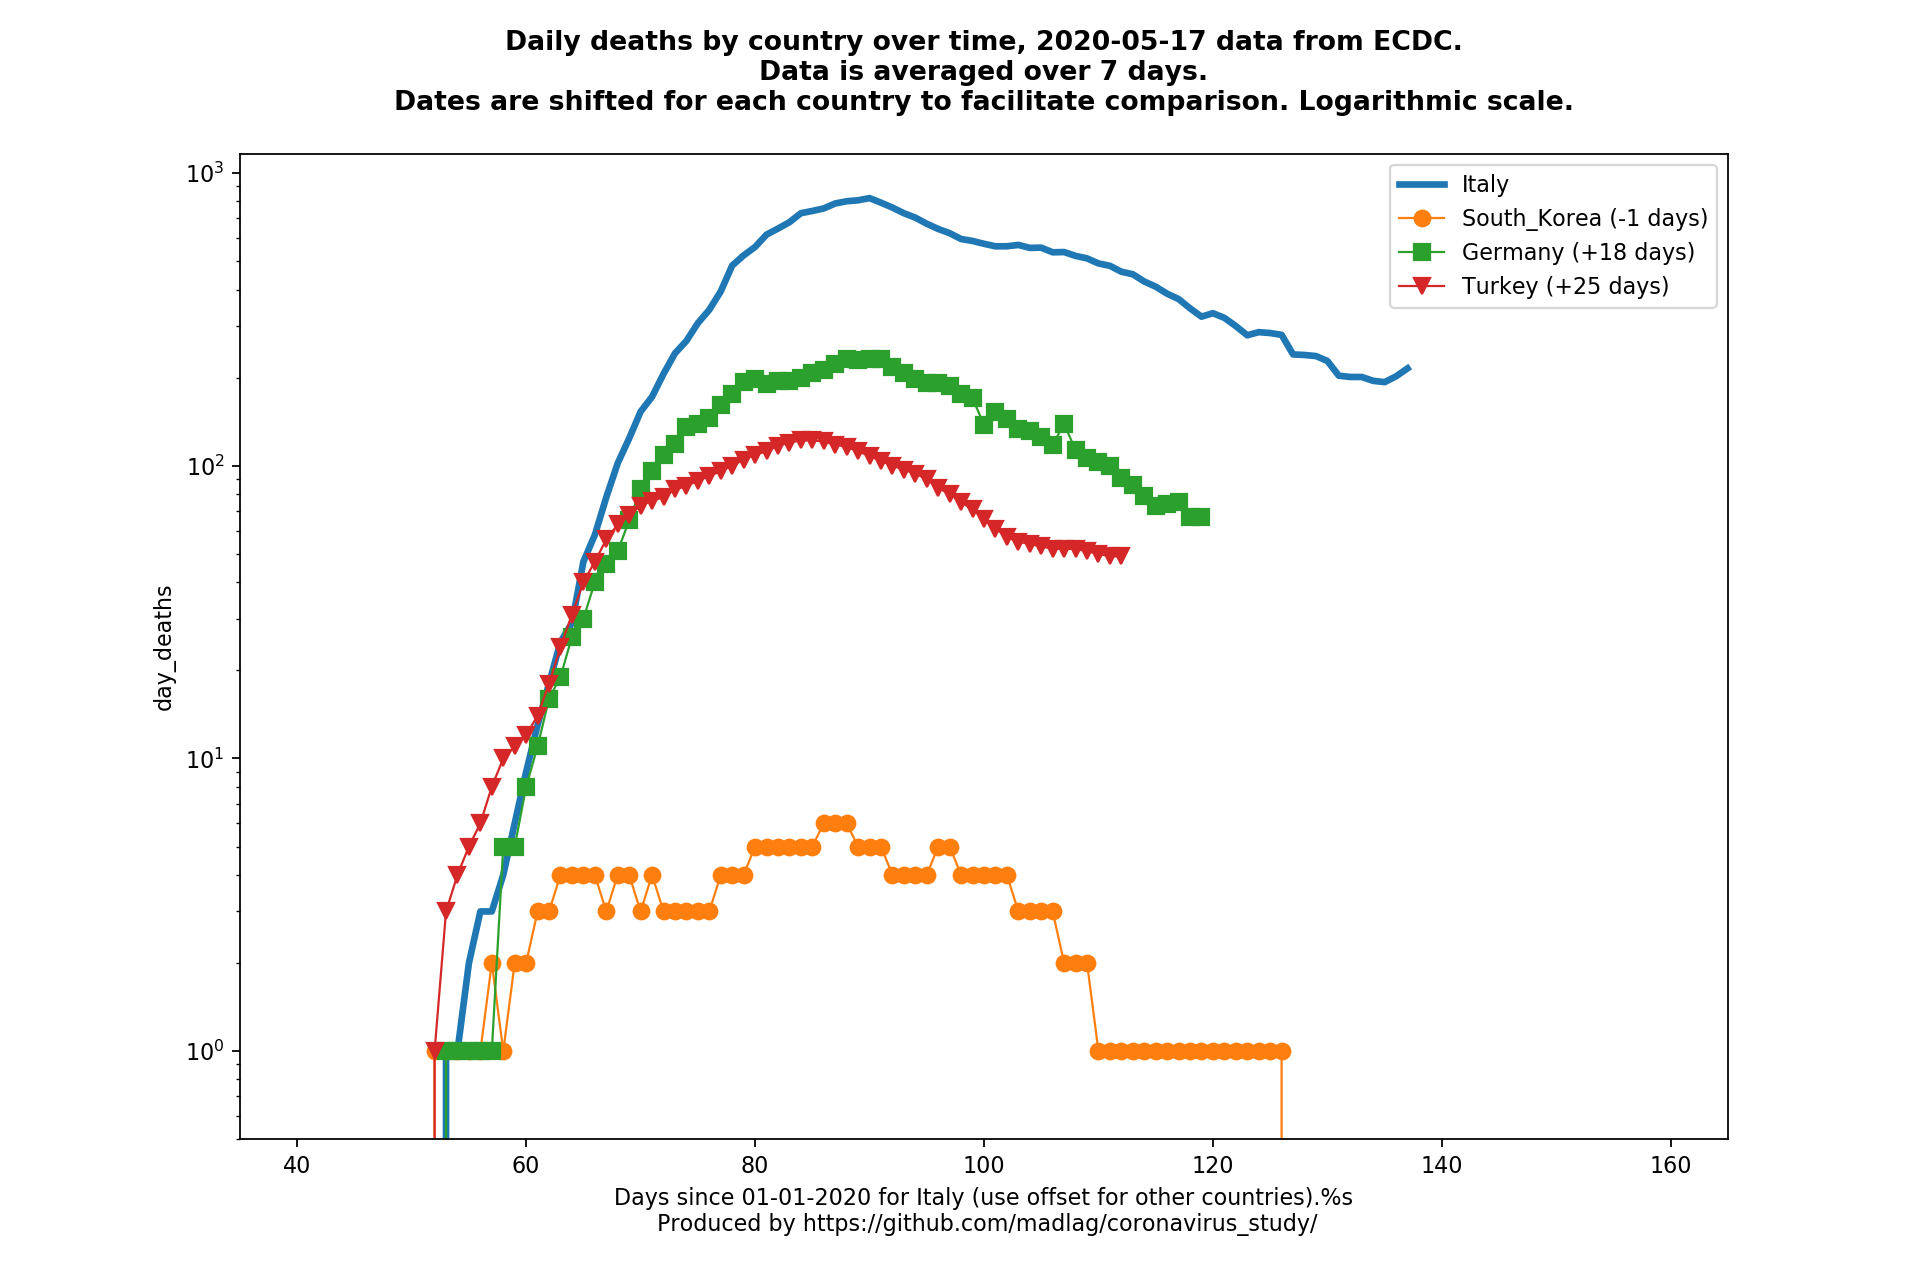 Daily deaths by country over time, 2020-05-17 data from ECDC.
Data is averaged over 7 days.
Dates are shifted for each country to facilitate comparison. Logarithmic scale.
10³
10²
10¹
10⁰
day_deaths
Italy
South_Korea (-1 days)
Germany (+18 days)
Turkey (+25 days)
40 60 80 100 120 140 160
Days since 01-01-2020 for Italy (use offset for other countries).%s
Produced by https://github.com/madlag/coronavirus_study/